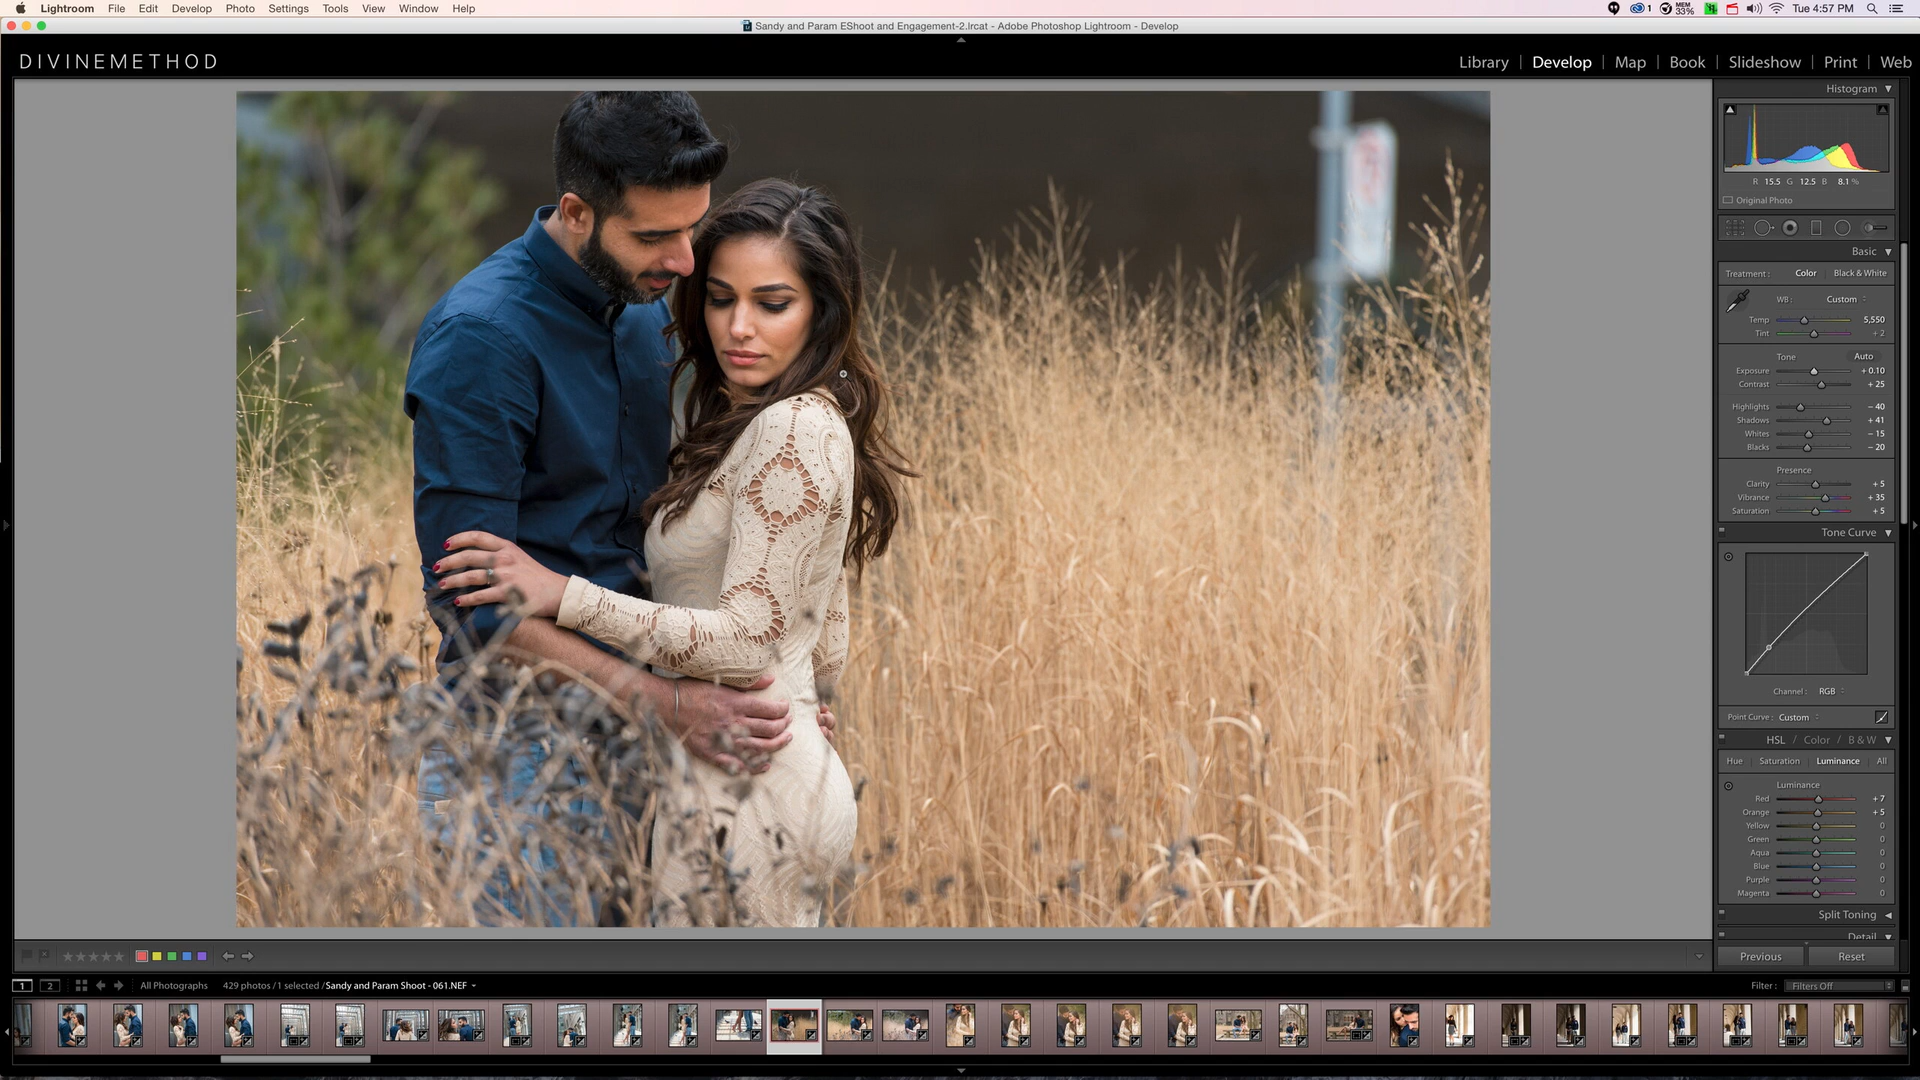 Lightroom File Edit Develop Photo Settings Tools View Window Help
1 MEM 33% Tue 4:57 PM
Sandy and Param EShoot and Engagement-2.lrcat - Adobe Photoshop Lightroom - Develop
DIVINEMETHOD
Library | Develop | Map | Book | Slideshow | Print | Web
Histogram
R 15.5 G 12.5 B 8.1 %
Original Photo
Basic
Treatment : Color Black & White
WB : Custom
Temp 5,550
Tint + 2
Tone Auto
Exposure + 0.10
Contrast + 25
Highlights − 40
Shadows + 41
Whites − 15
Blacks − 20
Presence
Clarity + 5
Vibrance + 35
Saturation + 5
Tone Curve
Channel : RGB
Point Curve : Custom
HSL / Color / B & W
Hue Saturation Luminance All
Luminance
Red + 7
Orange + 5
Yellow 0
Green 0
Aqua 0
Blue 0
Purple 0
Magenta 0
Split Toning
Detail
Previous Reset
1 2 All Photographs 429 photos / 1 selected / Sandy and Param Shoot - 061.NEF
Filter : Filters Off